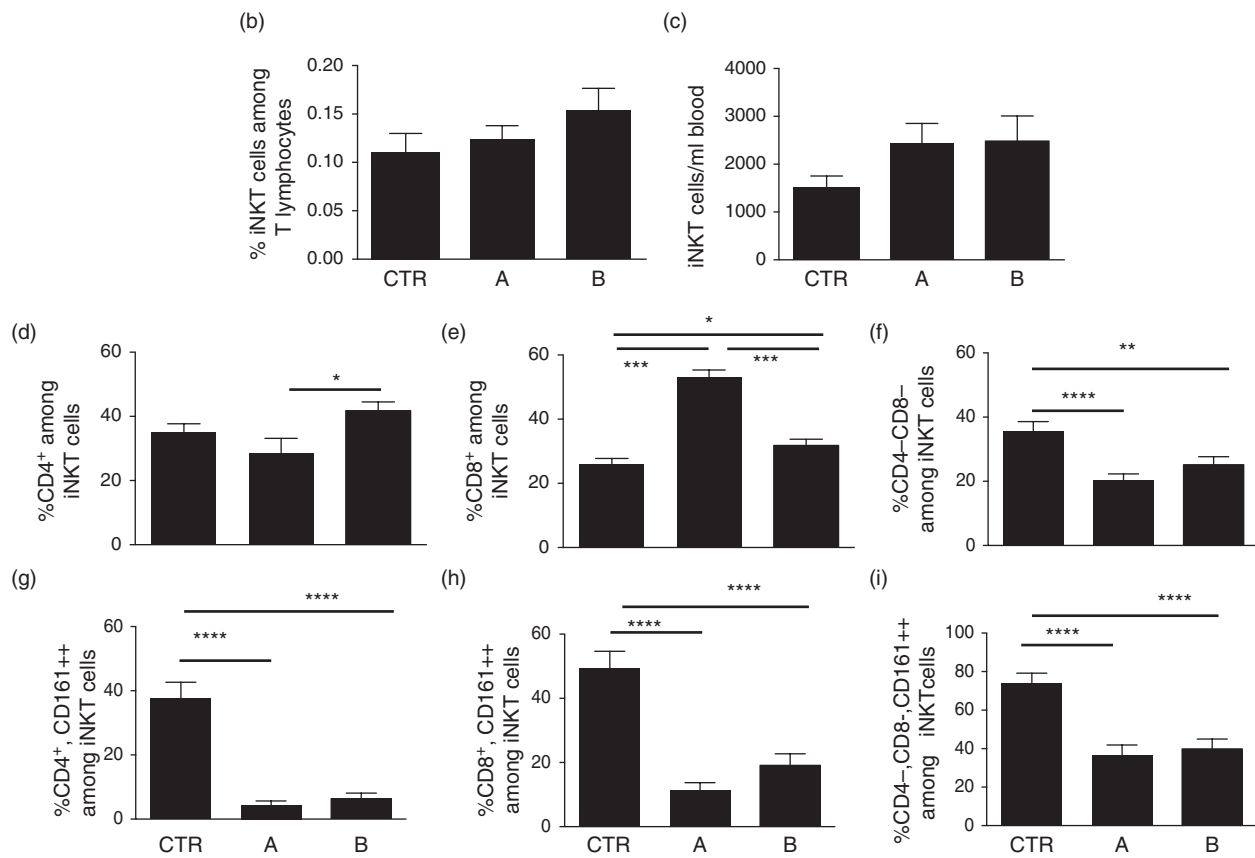 (b)
% iNKT cells among
T lymphocytes
0.20
0.15
0.10
0.05
0.00
CTR A B
(c)
iNKT cells/ml blood
4000
3000
2000
1000
0
CTR A B
(d)
%CD4+ among
iNKT cells
60
40
20
0
*
(e)
%CD8+ among
iNKT cells
60
40
20
0
*
*** ***
(f)
%CD4–CD8–
among iNKT cells
60
40
20
0
**
****
(g)
%CD4+, CD161++
among iNKT cells
60
40
20
0
****
****
CTR A B
(h)
%CD8+, CD161++
among iNKT cells
60
40
20
0
****
****
CTR A B
(i)
%CD4–,CD8-,CD161++
among iNKTcells
100
80
60
40
20
0
****
****
CTR A B